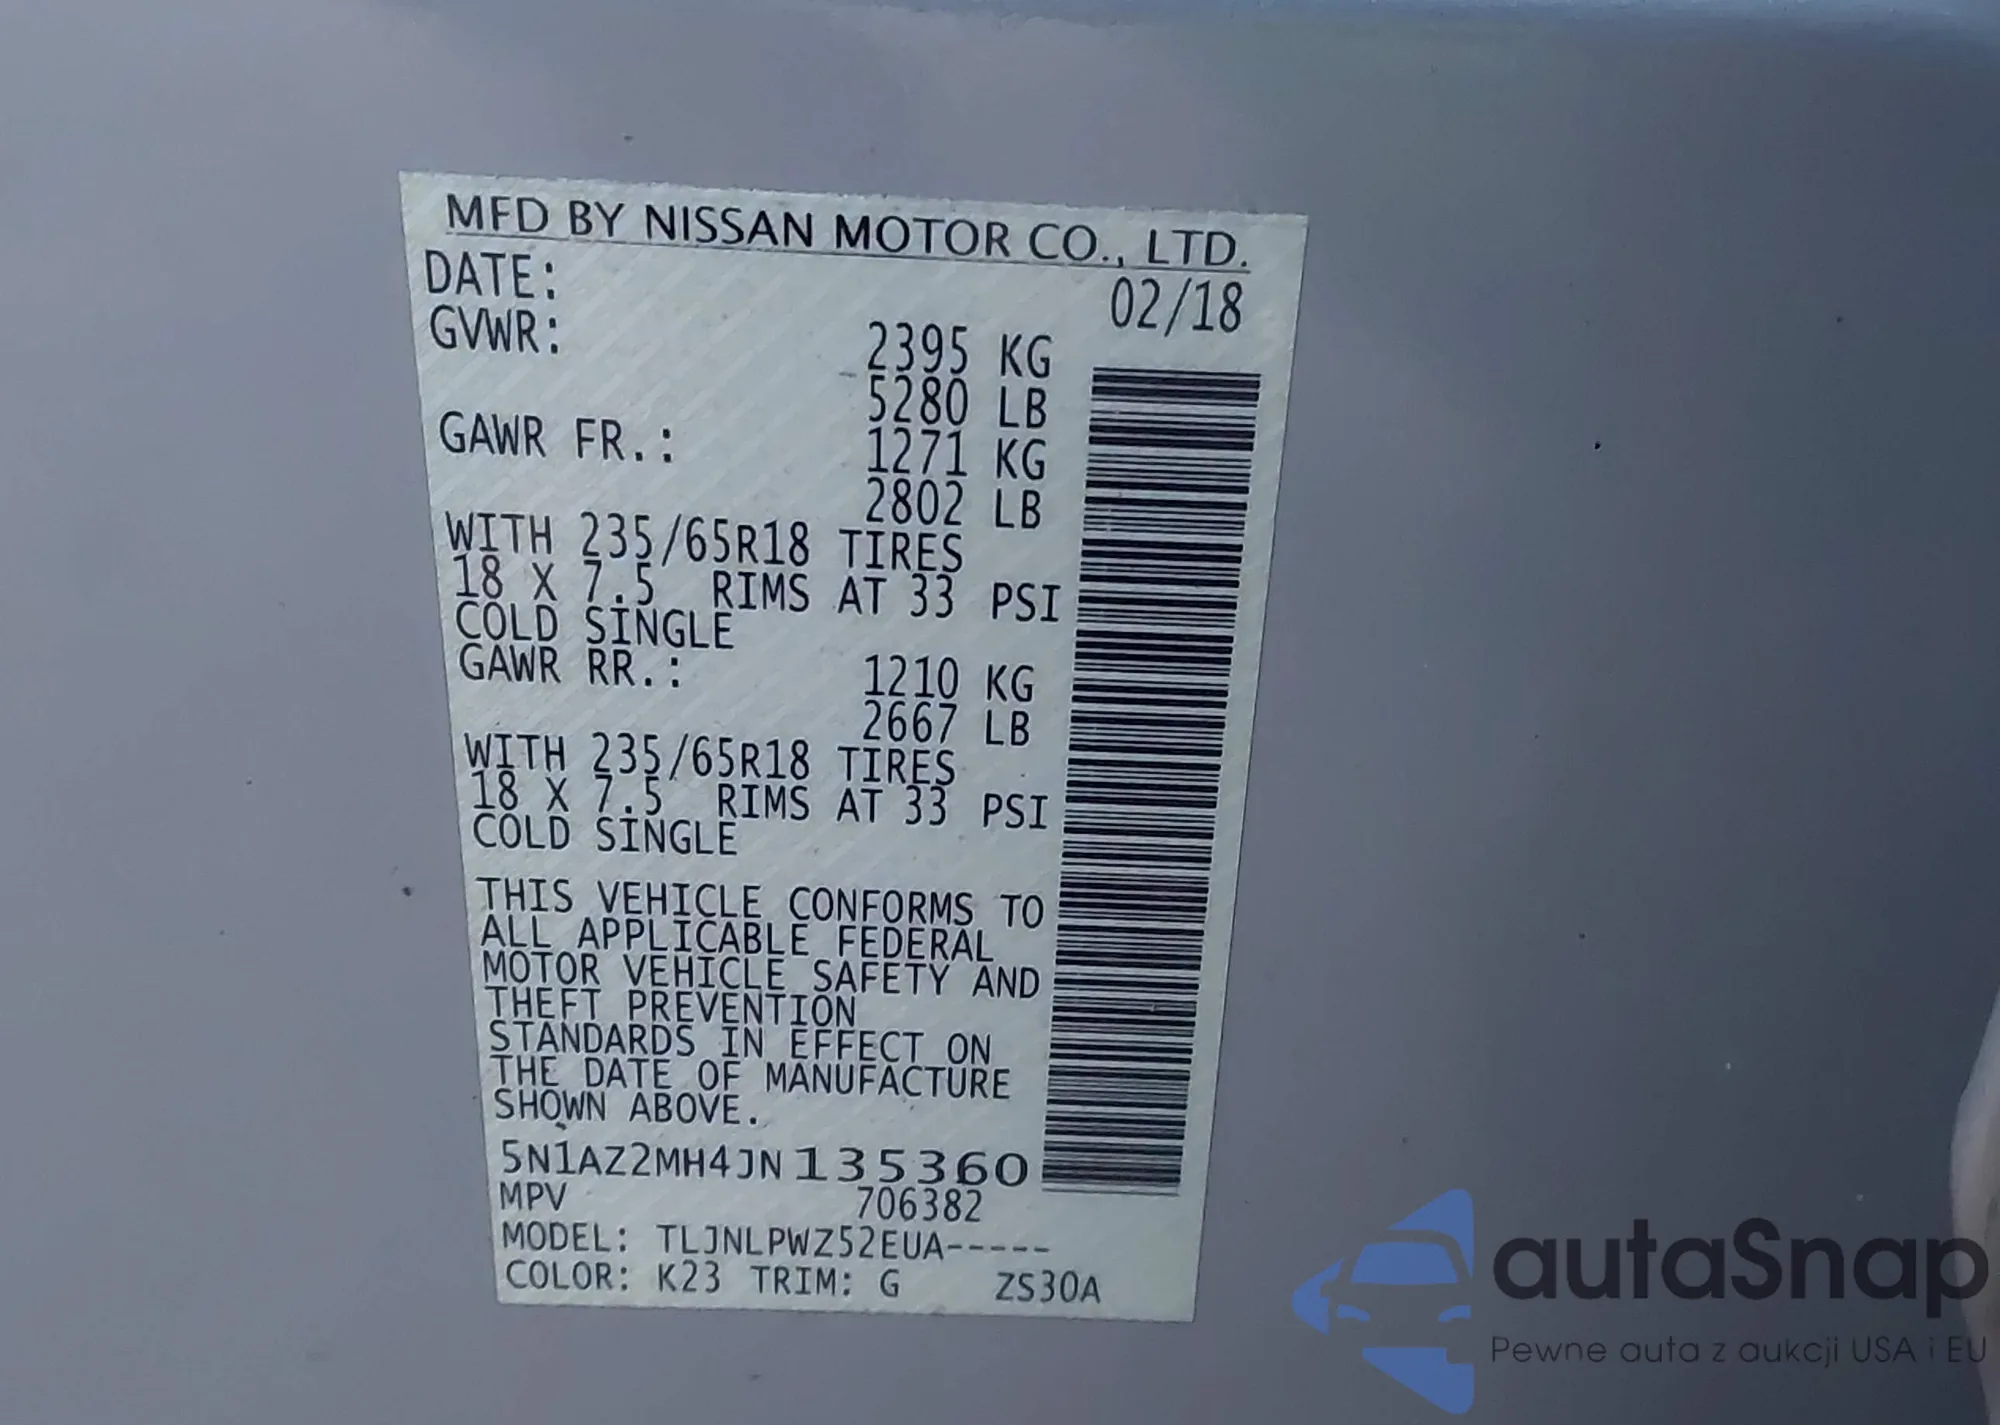 MFD BY NISSAN MOTOR CO., LTD.
DATE: 02/18
GVWR: 2395 KG
5280 LB
GAWR FR.: 1271 KG
2802 LB
WITH 235/65R18 TIRES
18 X 7.5 RIMS AT 33 PSI
COLD SINGLE
GAWR RR.: 1210 KG
2667 LB
WITH 235/65R18 TIRES
18 X 7.5 RIMS AT 33 PSI
COLD SINGLE
THIS VEHICLE CONFORMS TO
ALL APPLICABLE FEDERAL
MOTOR VEHICLE SAFETY AND
THEFT PREVENTION
STANDARDS IN EFFECT ON
THE DATE OF MANUFACTURE
SHOWN ABOVE.
5N1AZ2MH4JN135360
MPV 706382
MODEL: TLJNLPWZ52EUA-----
COLOR: K23 TRIM: G ZS30A
autaSnap
Pewne auta z aukcji USA i EU